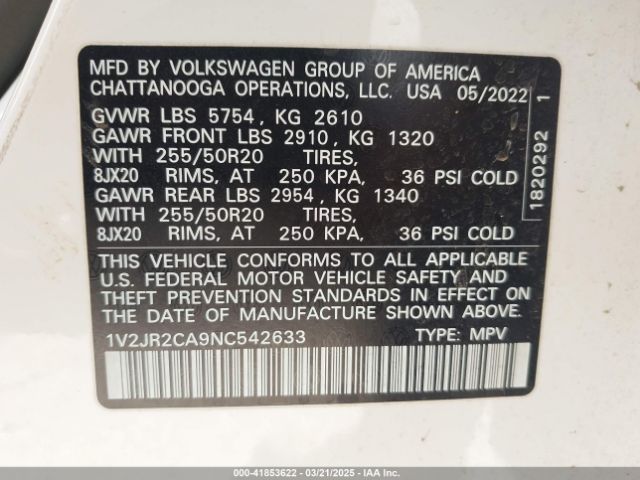 MFD BY VOLKSWAGEN GROUP OF AMERICA
CHATTANOOGA OPERATIONS, LLC. USA 05/2022
GVWR LBS 5754 , KG 2610
GAWR FRONT LBS 2910, KG 1320
WITH 255/50R20 TIRES,
8JX20 RIMS, AT 250 KPA, 36 PSI COLD
GAWR REAR LBS 2954 , KG 1340
WITH 255/50R20 TIRES,
8JX20 RIMS, AT 250 KPA, 36 PSI COLD
THIS VEHICLE CONFORMS TO ALL APPLICABLE
U.S. FEDERAL MOTOR VEHICLE SAFETY AND
THEFT PREVENTION STANDARDS IN EFFECT ON
THE DATE OF MANUFACTURE SHOWN ABOVE.
1V2JR2CA9NC542633 TYPE: MPV
1820292 1
000-41853622 - 03/21/2025 - IAA Inc.